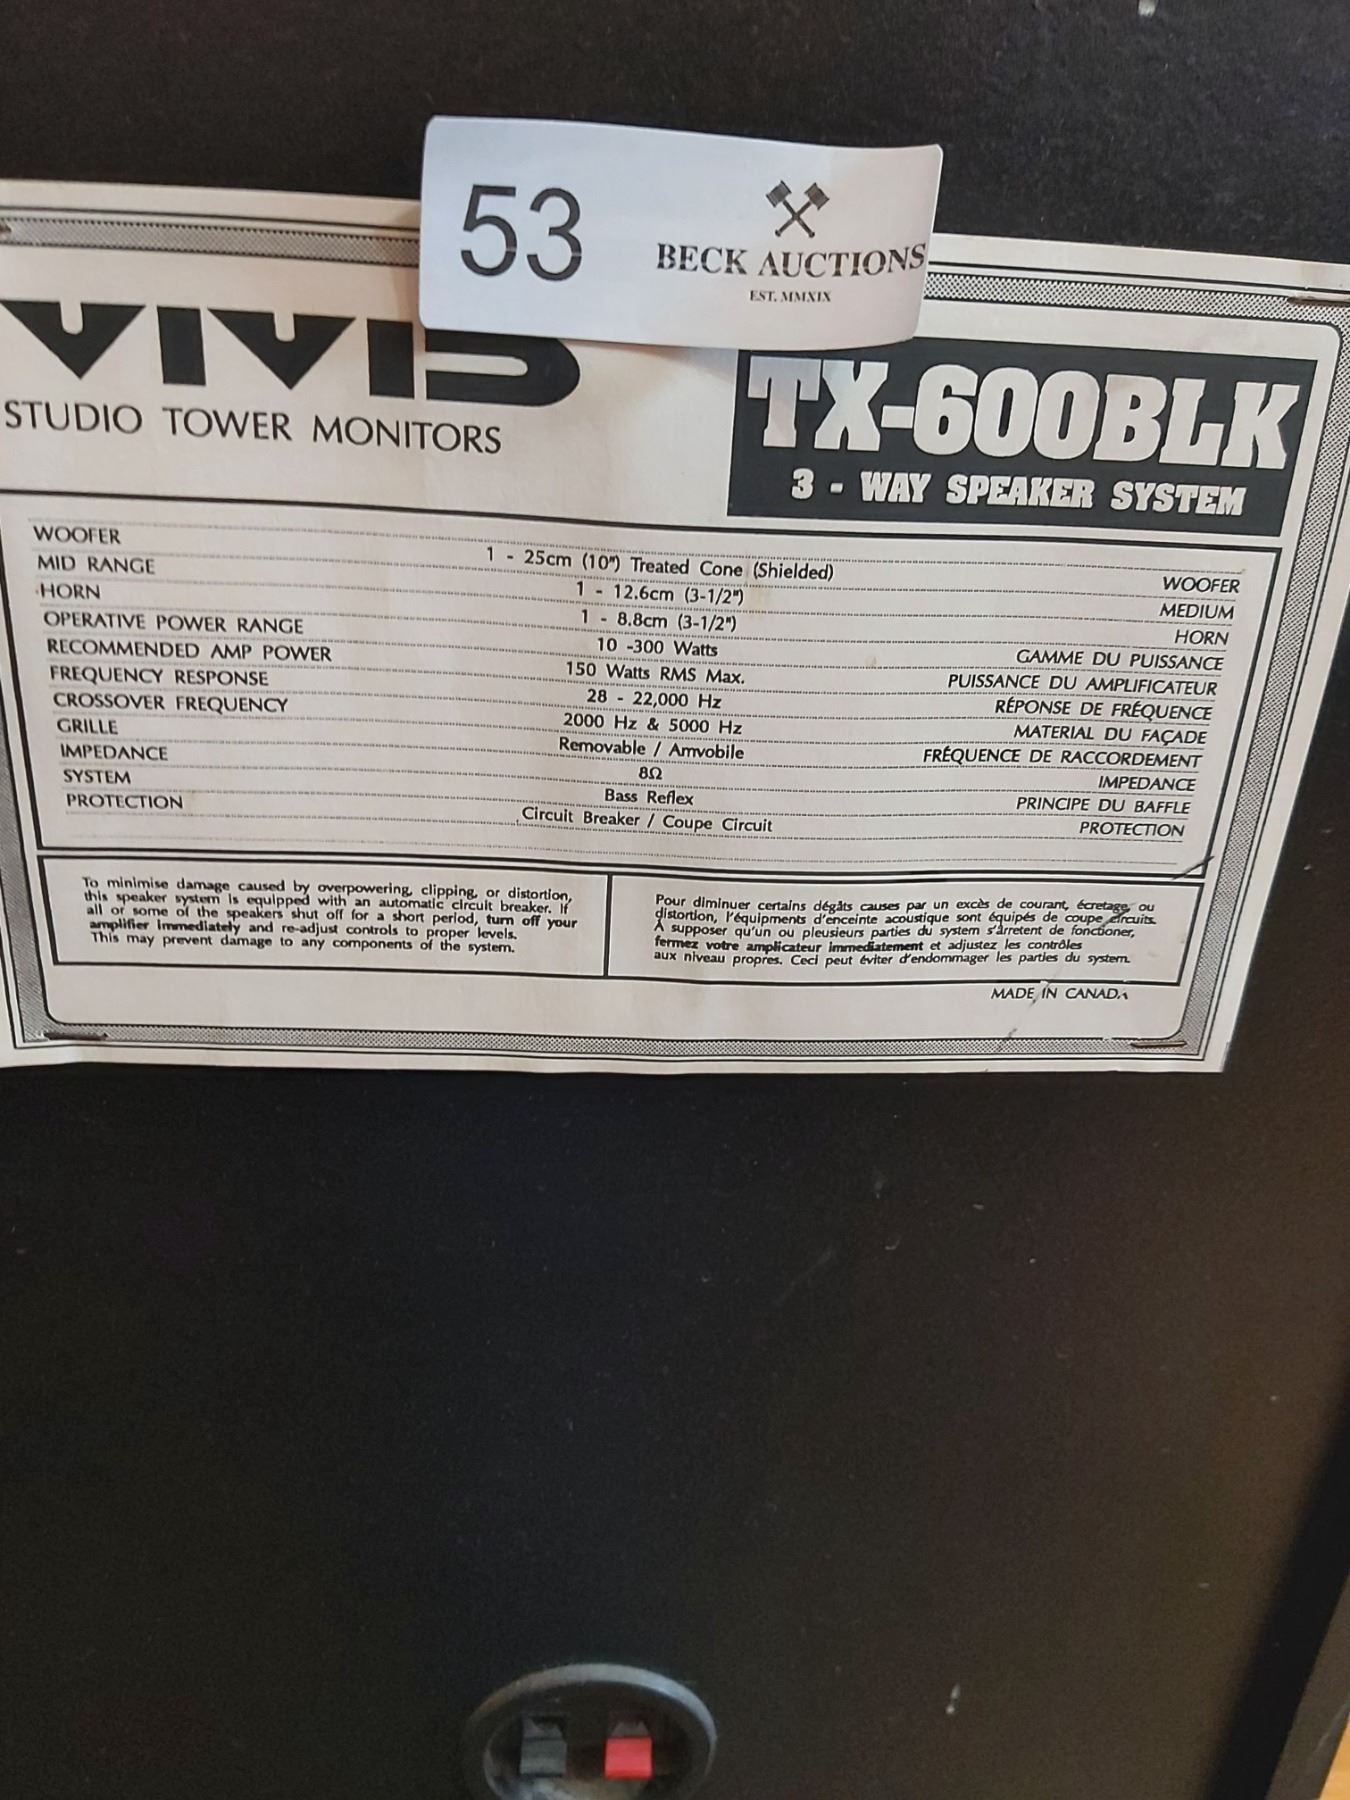 53
BECK AUCTIONS
EST. MMXIX
STUDIO TOWER MONITORS
TX-600BLK
3 - WAY SPEAKER SYSTEM
WOOFER 1 - 25cm (10") Treated Cone (Shielded) WOOFER
MID RANGE 1 - 12.6cm (3-1/2") MEDIUM
HORN 1 - 8.8cm (3-1/2") HORN
OPERATIVE POWER RANGE 10 -300 Watts GAMME DU PUISSANCE
RECOMMENDED AMP POWER 150 Watts RMS Max. PUISSANCE DU AMPLIFICATEUR
FREQUENCY RESPONSE 28 - 22,000 Hz RÉPONSE DE FRÉQUENCE
CROSSOVER FREQUENCY 2000 Hz & 5000 Hz MATERIAL DU FAÇADE
GRILLE Removable / Amvobile FRÉQUENCE DE RACCORDEMENT
IMPEDANCE 8Ω IMPEDANCE
SYSTEM Bass Reflex PRINCIPE DU BAFFLE
PROTECTION Circuit Breaker / Coupe Circuit PROTECTION
To minimise damage caused by overpowering, clipping, or distortion,
this speaker system is equipped with an automatic circuit breaker. If
all or some of the speakers shut off for a short period, turn off your
amplifier immediately and re-adjust controls to proper levels.
This may prevent damage to any components of the system.
Pour diminuer certains dégâts causes par un excès de courant, écretage, ou
distortion, l'équipments d'enceinte acoustique sont équipés de coupe circuits.
A supposer qu'un ou pleusieurs parties du system s'arretent de fonctioner,
fermez votre amplicateur immediatement et adjustez les contrôles
aux niveau propres. Ceci peut éviter d'endommager les parties du system.
MADE IN CANADA